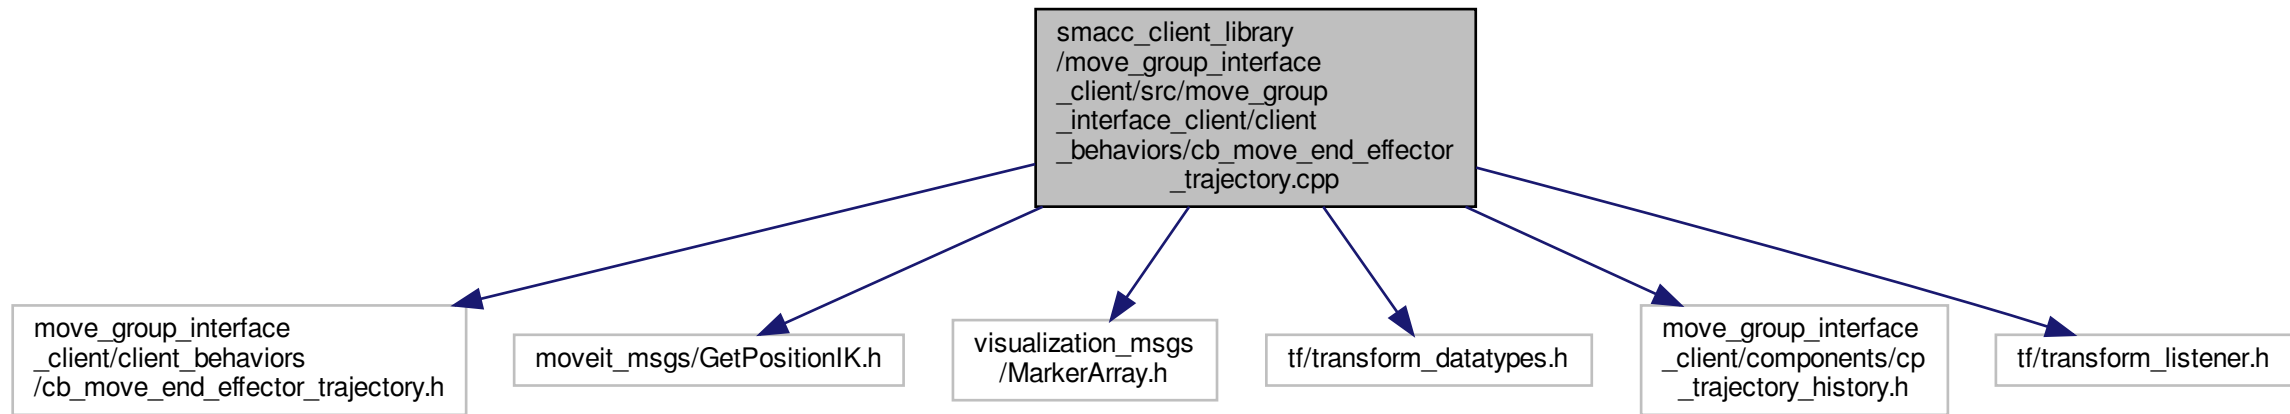 smacc_client_library
/move_group_interface
_client/src/move_group
_interface_client/client
_behaviors/cb_move_end_effector
_trajectory.cpp
move_group_interface
_client/client_behaviors
/cb_move_end_effector_trajectory.h
moveit_msgs/GetPositionIK.h
visualization_msgs
/MarkerArray.h
tf/transform_datatypes.h
move_group_interface
_client/components/cp
_trajectory_history.h
tf/transform_listener.h